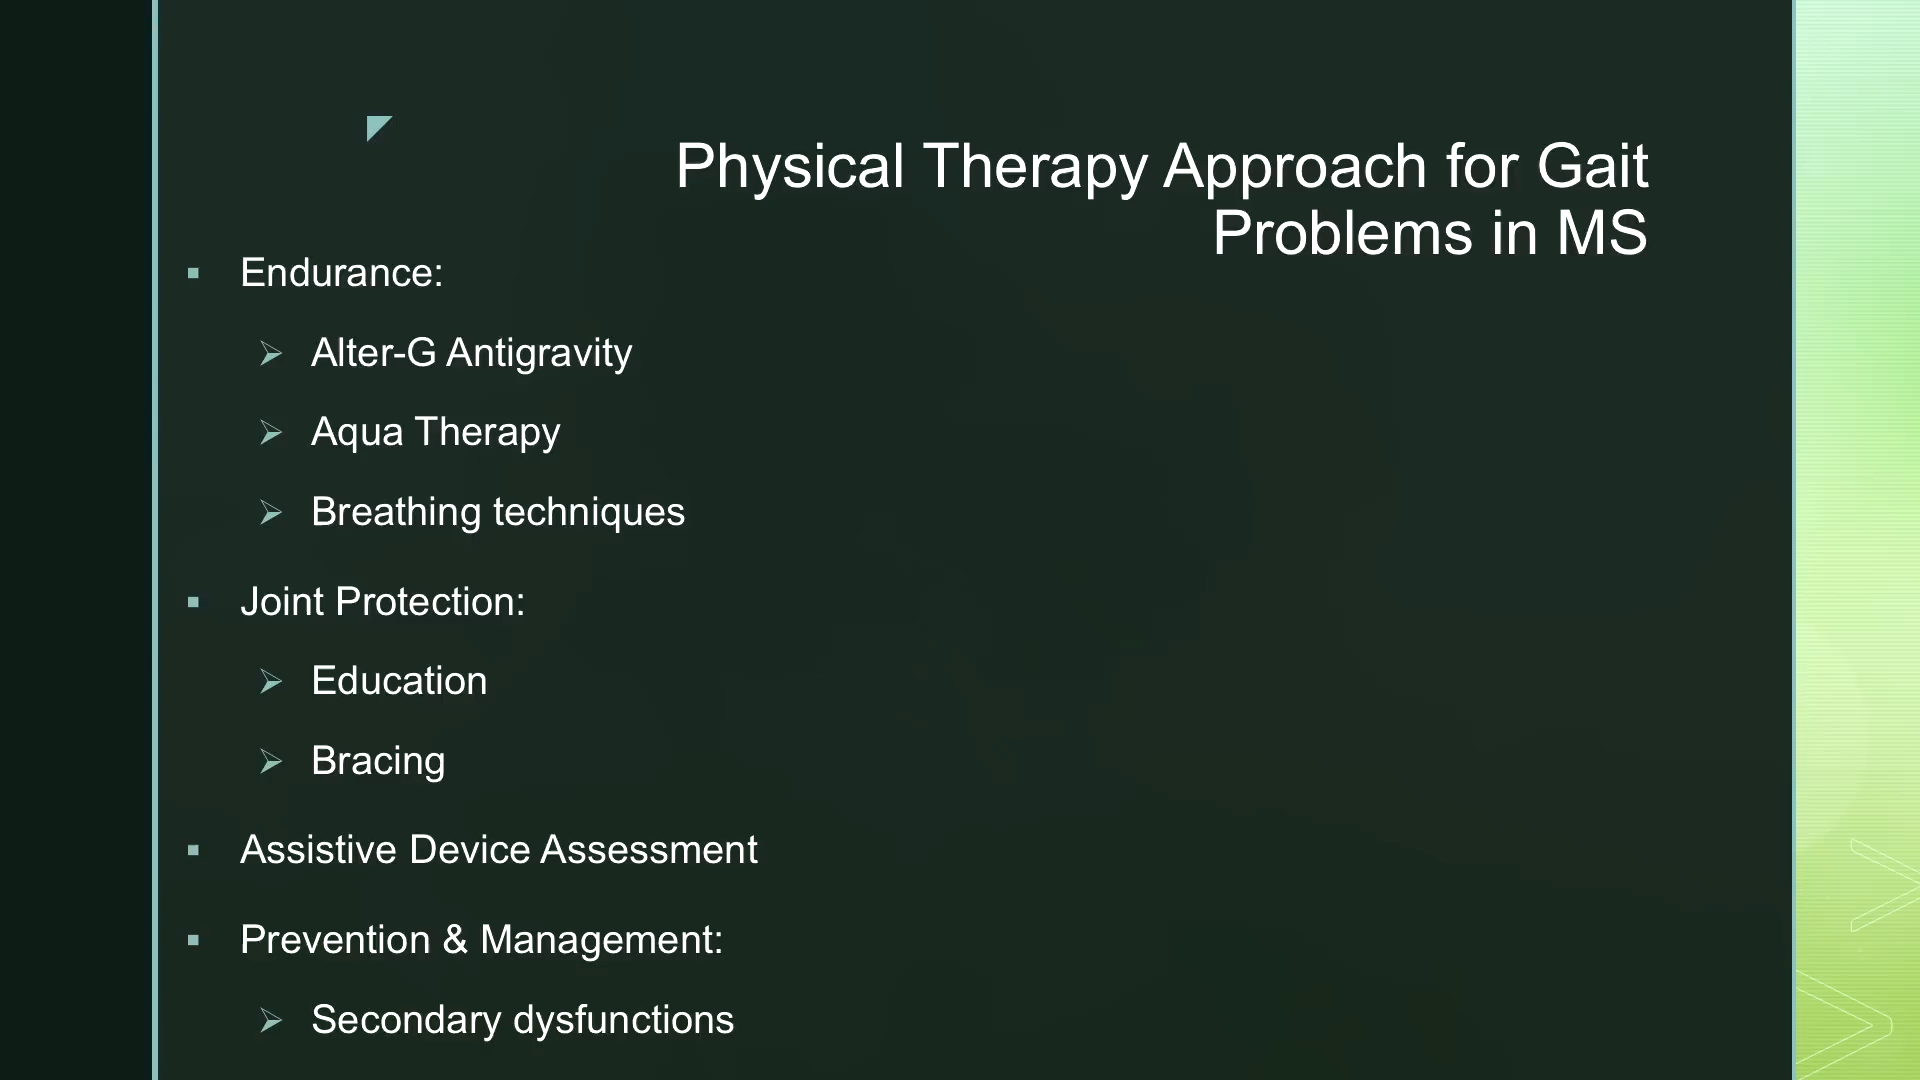 Physical Therapy Approach for Gait
Problems in MS
Endurance:
Alter-G Antigravity
Aqua Therapy
Breathing techniques
Joint Protection:
Education
Bracing
Assistive Device Assessment
Prevention & Management:
Secondary dysfunctions